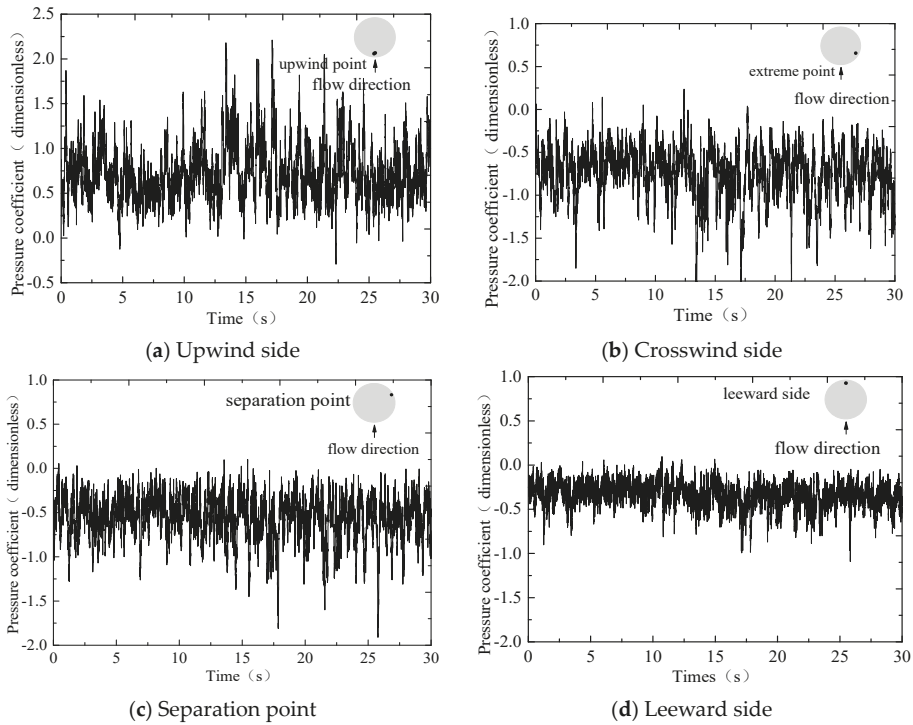 Pressure coefficient ( dimensionless)
2.5
2.0
1.5
1.0
0.5
0.0
-0.5
0 5 10 15 20 25 30
Time (s)
upwind point
flow direction
(a) Upwind side
Pressure coefficient ( dimensionless)
1.0
0.5
0.0
-0.5
-1.0
-1.5
-2.0
0 5 10 15 20 25 30
Time (s)
extreme point
flow direction
(b) Crosswind side
Pressure coefficient ( dimensionless)
1.0
0.5
0.0
-0.5
-1.0
-1.5
-2.0
0 5 10 15 20 25 30
Time (s)
separation point
flow direction
(c) Separation point
Pressure coefficient ( dimensionless)
1.0
0.5
0.0
-0.5
-1.0
-1.5
-2.0
0 5 10 15 20 25 30
Times (s)
leeward side
flow direction
(d) Leeward side